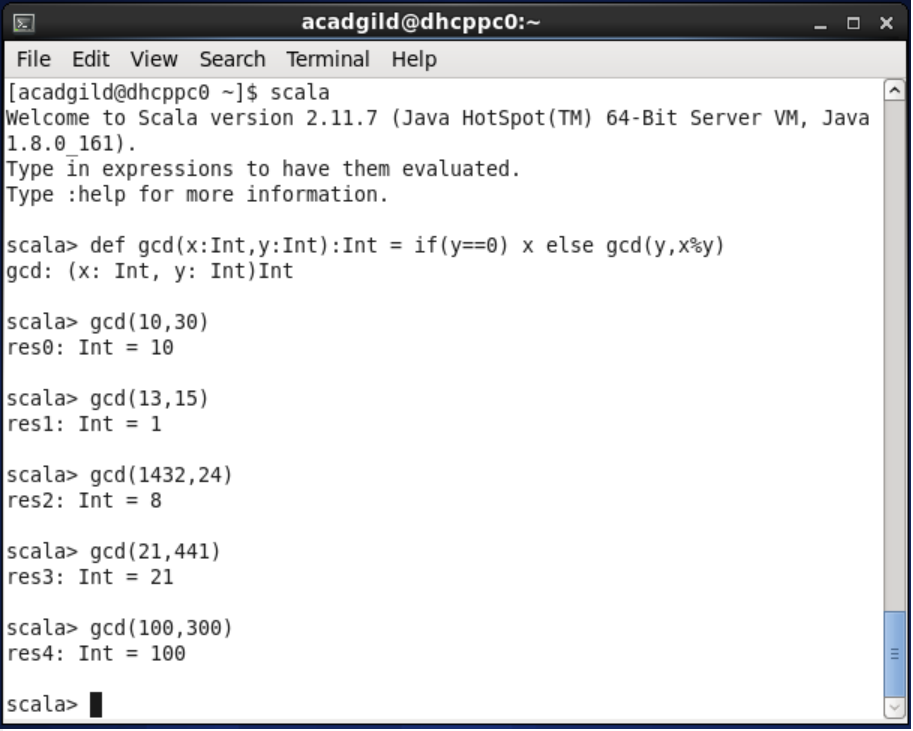 acadgild@dhcppc0:~
File Edit View Search Terminal Help
[acadgild@dhcppc0 ~]$ scala
Welcome to Scala version 2.11.7 (Java HotSpot(TM) 64-Bit Server VM, Java
1.8.0_161).
Type in expressions to have them evaluated.
Type :help for more information.
scala> def gcd(x:Int,y:Int):Int = if(y==0) x else gcd(y,x%y)
gcd: (x: Int, y: Int)Int
scala> gcd(10,30)
res0: Int = 10
scala> gcd(13,15)
res1: Int = 1
scala> gcd(1432,24)
res2: Int = 8
scala> gcd(21,441)
res3: Int = 21
scala> gcd(100,300)
res4: Int = 100
scala>